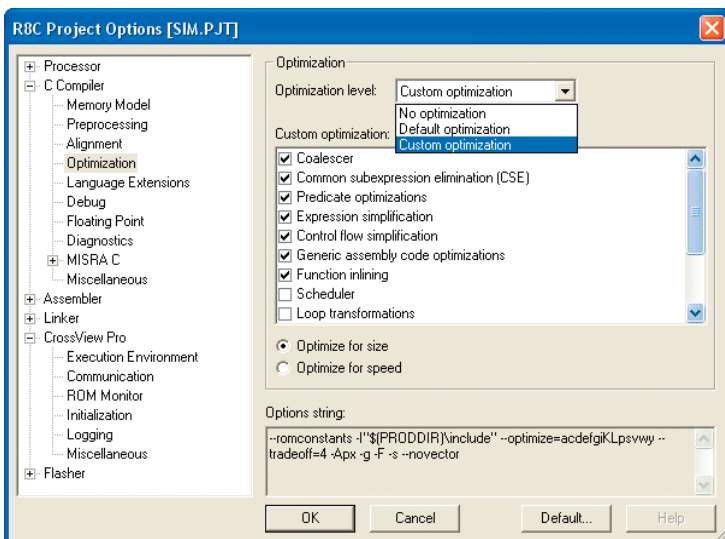 R8C Project Options [SIM.PJT]
Processor
C Compiler
Memory Model
Preprocessing
Alignment
Optimization
Language Extensions
Debug
Floating Point
Diagnostics
MISRA C
Miscellaneous
Assembler
Linker
CrossView Pro
Execution Environment
Communication
ROM Monitor
Initialization
Logging
Miscellaneous
Flasher
Optimization
Optimization level: Custom optimization
No optimization
Default optimization
Custom optimization
Custom optimization:
Coalescer
Common subexpression elimination (CSE)
Predicate optimizations
Expression simplification
Control flow simplification
Generic assembly code optimizations
Function inlining
Scheduler
Loop transformations
Optimize for size
Optimize for speed
Options string:
--romconstants -I"$(PRODDIR)\include" --optimize=acdefgiKLpsvwy --
tradeoff=4 -Apx -g -F -s --novector
OK Cancel Default... Help